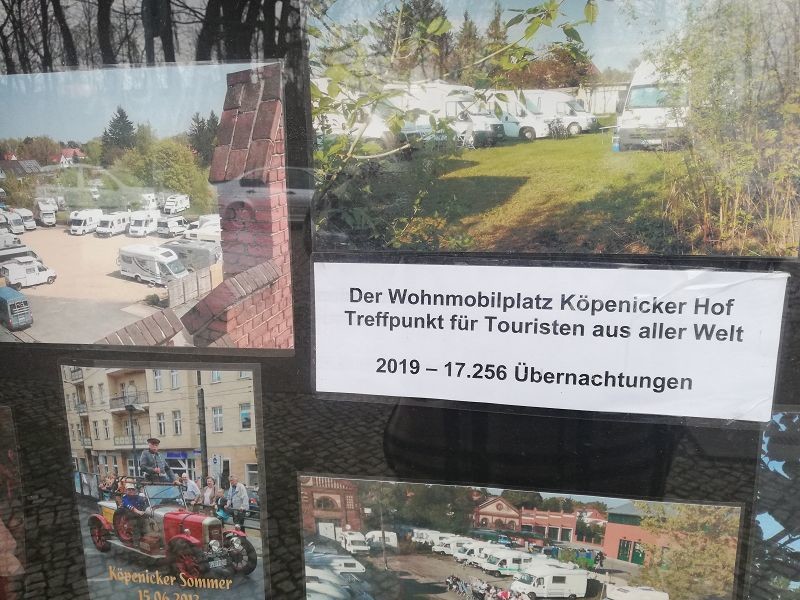 Der Wohnmobilplatz Köpenicker Hof
Treffpunkt für Touristen aus aller Welt
2019 – 17.256 Übernachtungen
Köpenicker Sommer